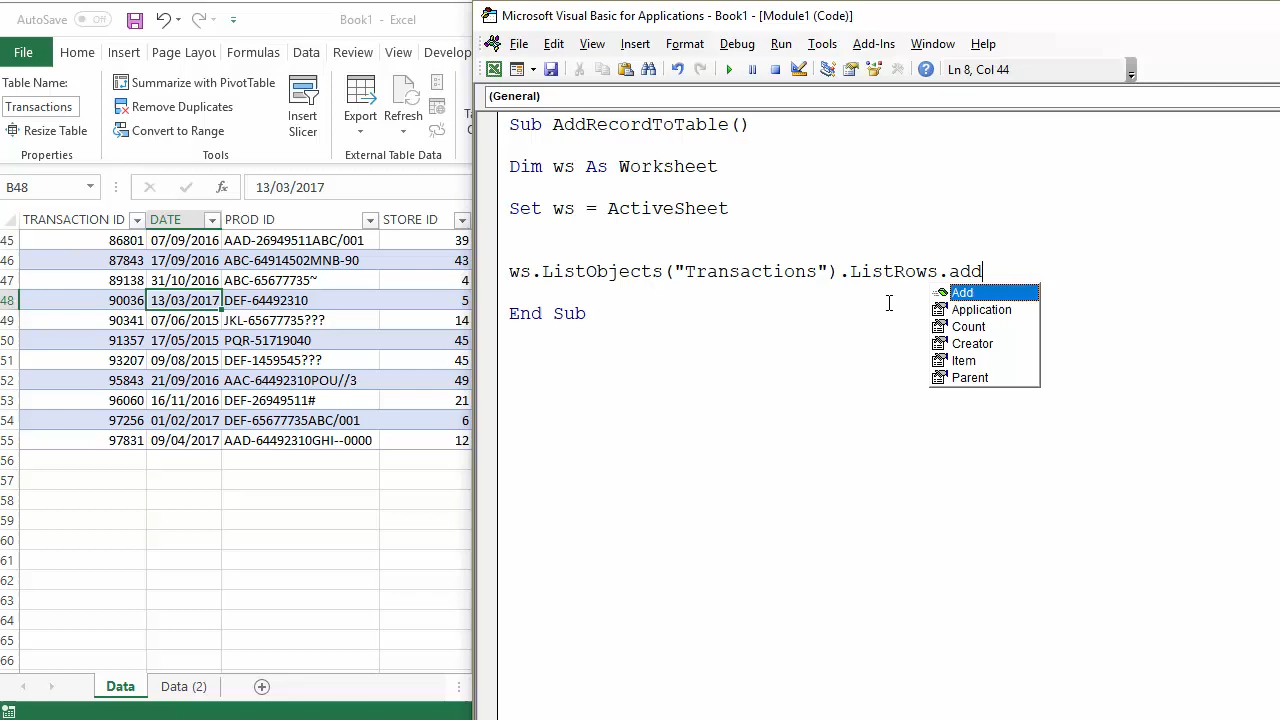 AutoSave Off Book1 - Excel
File Home Insert Page Layou Formulas Data Review View Develop
Table Name:
Transactions
Resize Table
Properties
Summarize with PivotTable
Remove Duplicates
Convert to Range
Tools
Insert
Slicer
Export Refresh
External Table Data
B48 fx 13/03/2017
TRANSACTION ID DATE PROD ID STORE ID
45 86801 07/09/2016 AAD-26949511ABC/001 39
46 87843 17/09/2016 ABC-64914502MNB-90 43
47 89138 31/10/2016 ABC-65677735~ 4
48 90036 13/03/2017 DEF-64492310 5
49 90341 07/06/2015 JKL-65677735??? 14
50 91357 17/05/2015 PQR-51719040 45
51 93207 09/08/2015 DEF-1459545??? 45
52 95843 21/09/2016 AAC-64492310POU//3 49
53 96060 16/11/2016 DEF-26949511# 21
54 97256 01/02/2017 DEF-65677735ABC/001 6
55 97831 09/04/2017 AAD-64492310GHI--0000 12
56
57
58
59
60
61
62
63
64
65
66
Data Data (2)
Microsoft Visual Basic for Applications - Book1 - [Module1 (Code)]
File Edit View Insert Format Debug Run Tools Add-Ins Window Help
Ln 8, Col 44
(General)
Sub AddRecordToTable()
Dim ws As Worksheet
Set ws = ActiveSheet
ws.ListObjects("Transactions").ListRows.add
Add
Application
Count
Creator
Item
Parent
End Sub